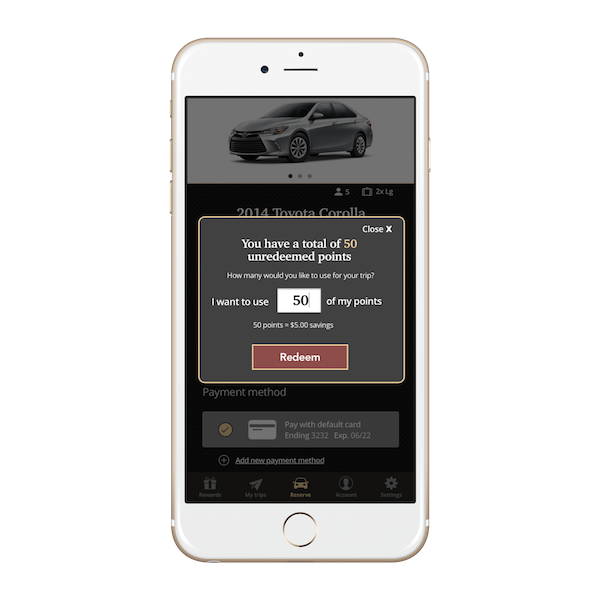 5 2x Lg
2014 Toyota Corolla
Close X
You have a total of 50
unredeemed points
How many would you like to use for your trip?
I want to use 50 of my points
50 points = $5.00 savings
Redeem
Payment method
Pay with default card
Ending 3232 Exp. 06/22
Add new payment method
Rewards My trips Reserve Account Settings